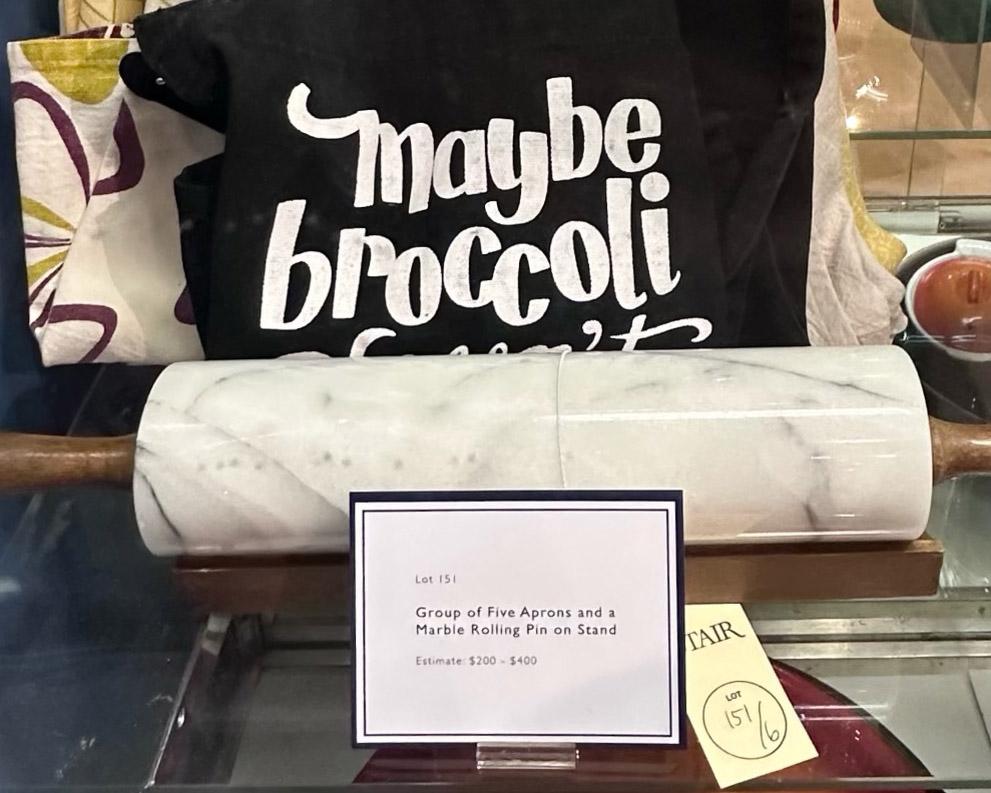 maybe
broccoli
doesn't
Lot 151
Group of Five Aprons and a
Marble Rolling Pin on Stand
Estimate: $200 - $400
TAIR
LOT
151/6